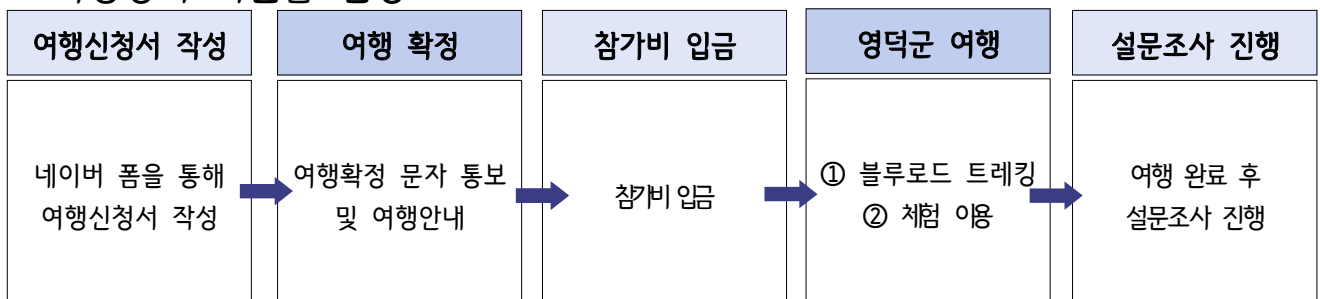 여행신청서 작성
여행 확정
참가비 입금
영덕군 여행
설문조사 진행
네이버 폼을 통해
여행신청서 작성
여행확정 문자 통보
및 여행안내
참가비 입금
① 블루로드 트레킹
② 체험 이용
여행 완료 후
설문조사 진행